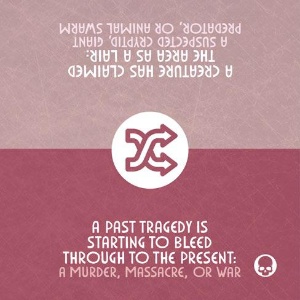 A CREATURE HAS CLAIMED
THE AREA AS A LAIR:
A SUSPECTED CRYPTID, GIANT
PREDATOR, OR ANIMAL SWARM
A PAST TRAGEDY IS
STARTING TO BLEED
THROUGH TO THE PRESENT:
A MURDER, MASSACRE, OR WAR